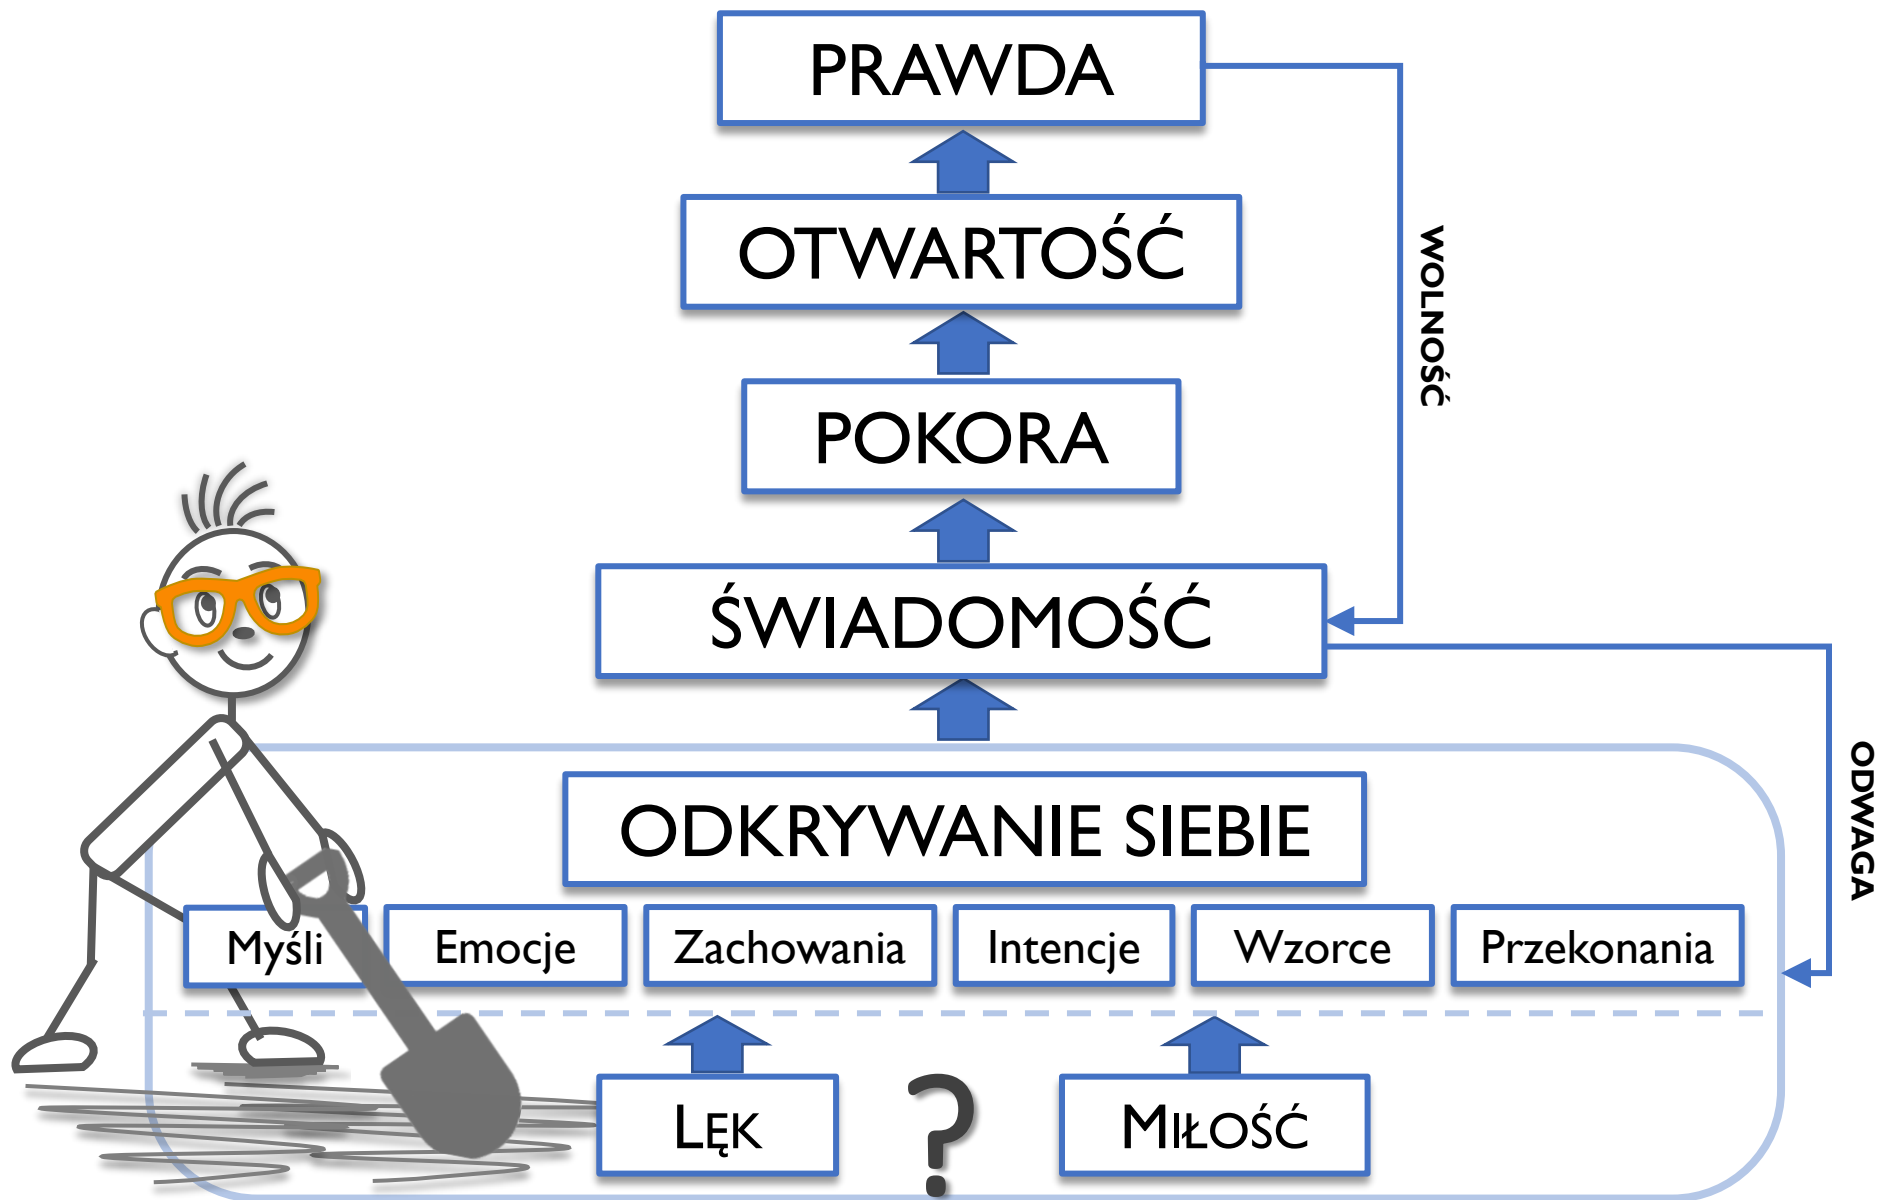 PRAWDA
OTWARTOŚĆ
WOLNOŚĆ
POKORA
ŚWIADOMOŚĆ
ODWAGA
ODKRYWANIE SIEBIE
Myśli
Emocje
Zachowania
Intencje
Wzorce
Przekonania
LĘK
?
MIŁOŚĆ